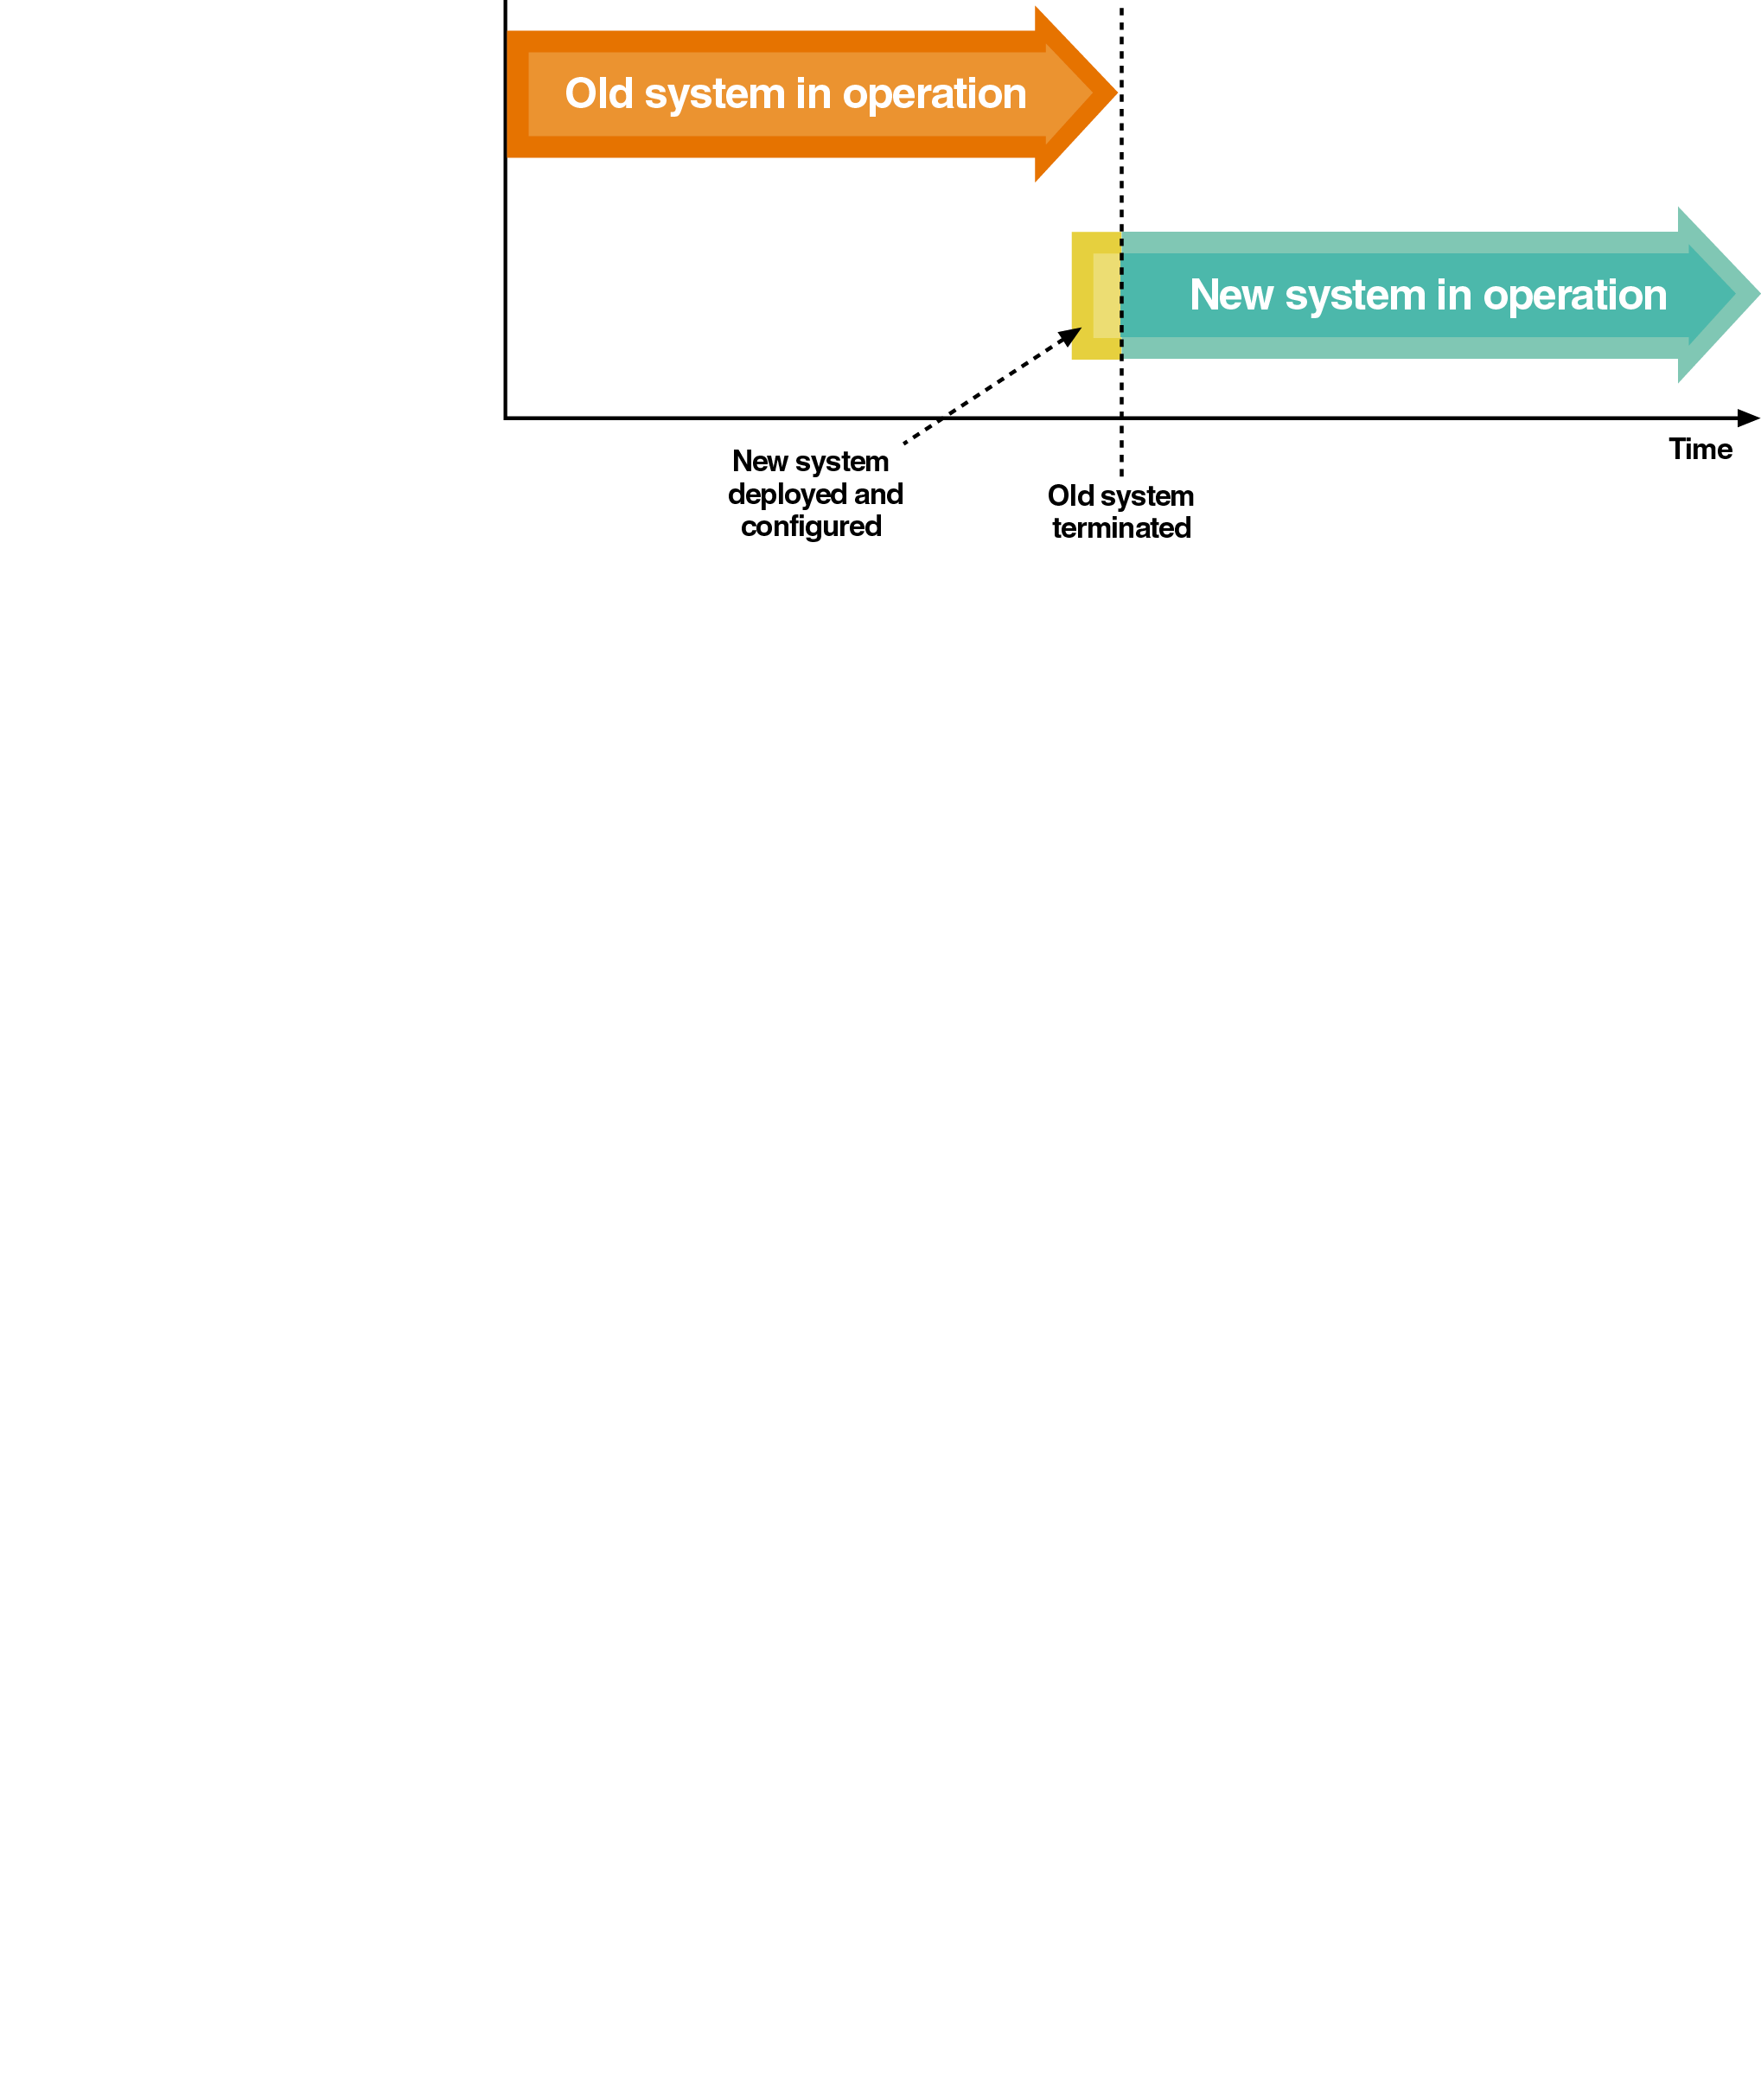 Old system in operation
New system in operation
Time
New system
deployed and
configured
Old system
terminated